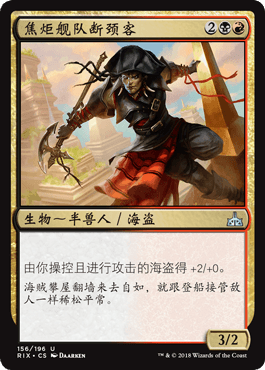 焦炬舰队断颈客 2
生物～半兽人 / 海盗
由你操控且进行攻击的海盗得 +2/+0。
海贼攀屋翻墙来去自如，就跟登船接管敌
人一样稀松平常。
3/2
156/196 U
RIX • CS DAARKEN
™ & © 2018 Wizards of the Coast